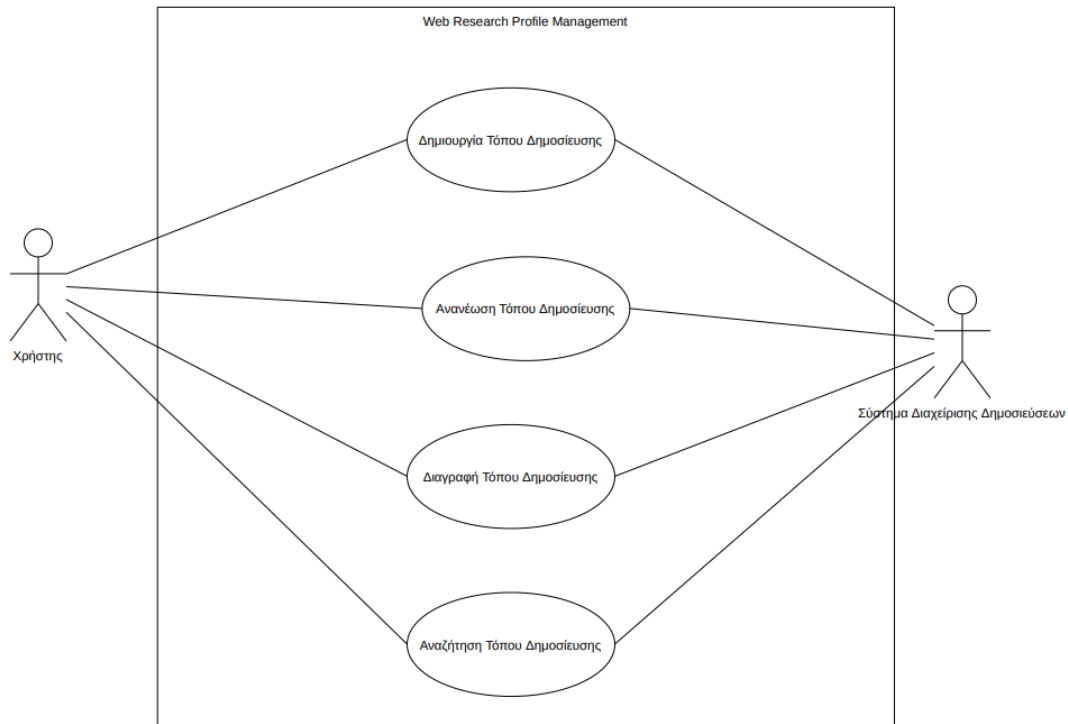 Web Research Profile Management
Δημιουργία Τόπου Δημοσίευσης
Ανανέωση Τόπου Δημοσίευσης
Χρήστης
Σύστημα Διαχείρισης Δημοσιεύσεων
Διαγραφή Τόπου Δημοσίευσης
Αναζήτηση Τόπου Δημοσίευσης